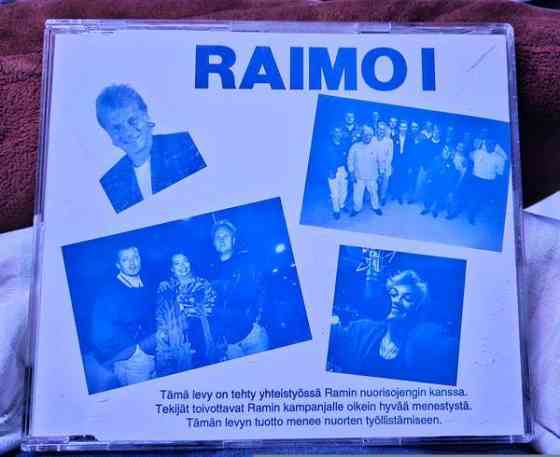 RAIMO I
Tämä levy on tehty yhteistyössä Ramin nuorisojengin kanssa.
Tekijät toivottavat Ramin kampanjalle oikein hyvää menestystä.
Tämän levyn tuotto menee nuorten työllistämiseen.